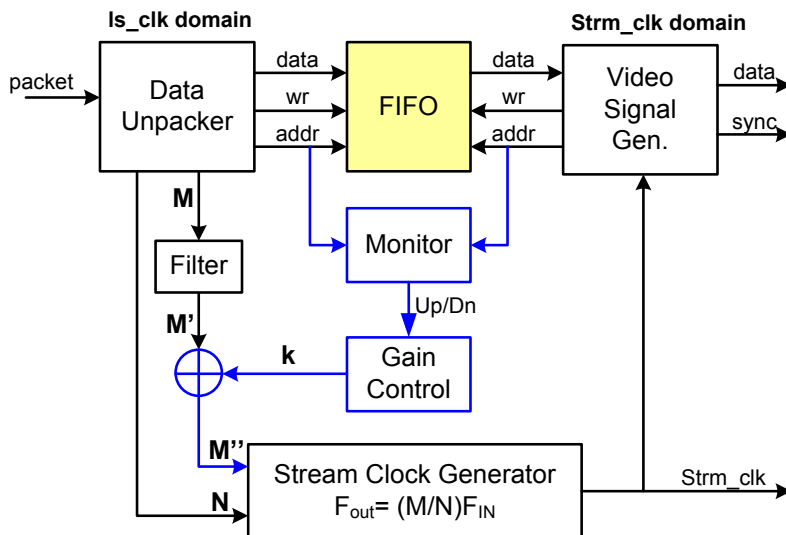 ls_clk domain
Strm_clk domain
packet
Data
Unpacker
data
wr
addr
FIFO
data
wr
addr
Video
Signal
Gen.
data
sync
M
Filter
M'
Monitor
Up/Dn
Gain
Control
k
M''
N
Stream Clock Generator
Fout= (M/N)FIN
Strm_clk